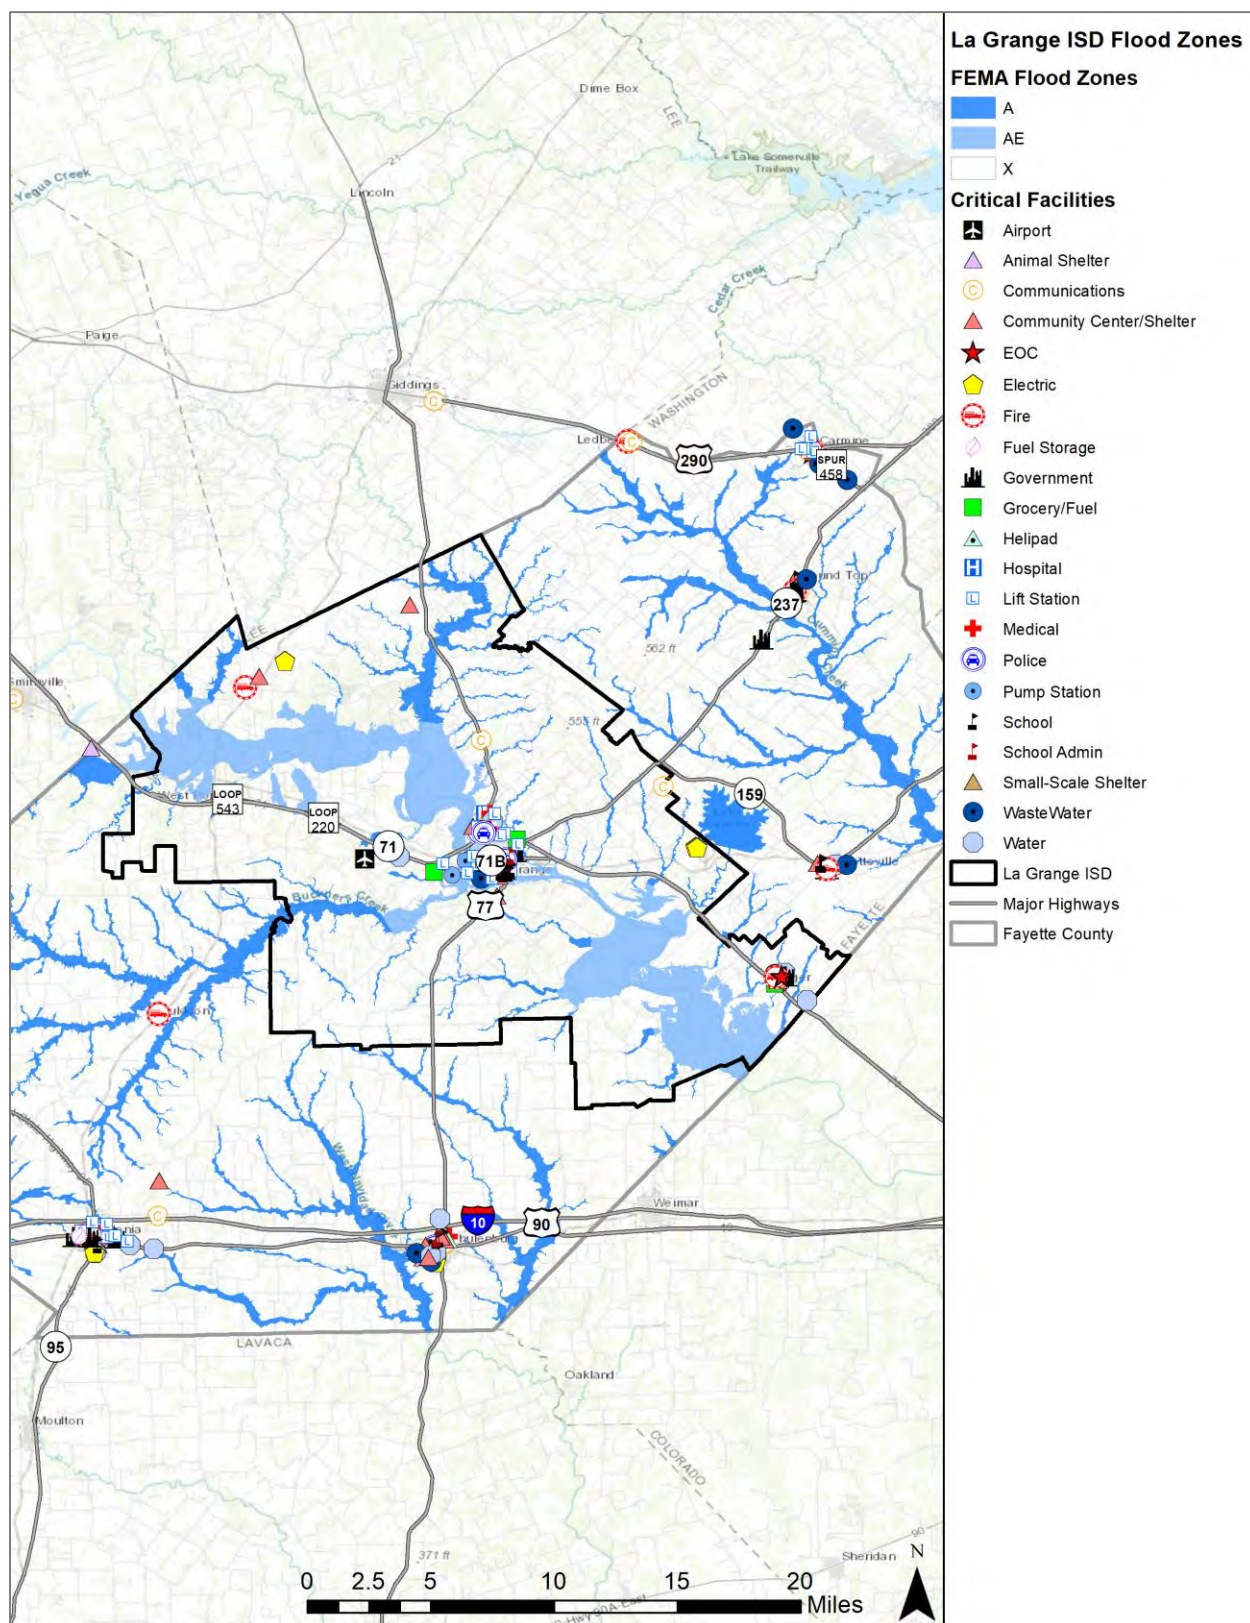 La Grange ISD Flood Zones
FEMA Flood Zones
A
AE
X
Critical Facilities
Airport
Animal Shelter
Communications
Community Center/Shelter
EOC
Electric
Fire
Fuel Storage
Government
Grocery/Fuel
Helipad
Hospital
Lift Station
Medical
Police
Pump Station
School
School Admin
Small-Scale Shelter
WasteWater
Water
La Grange ISD
Major Highways
Fayette County
Dime Box
LEE
21
Lake Somerville
Trailway
Yegua Creek
Lincoln
Cedar Creek
Paige
Giddings
WASHINGTON
290
Carmine
SPUR
458
237
562 ft
LEE
555 ft
159
LOOP
543
LOOP
220
71
71B
77
Buckners Creek
FAYETTE
10
90
Weimar
LAVACA
95
Oakland
Moulton
COLORADO
371 ft
90
Sheridan
N
0 2.5 5 10 15 20
Miles